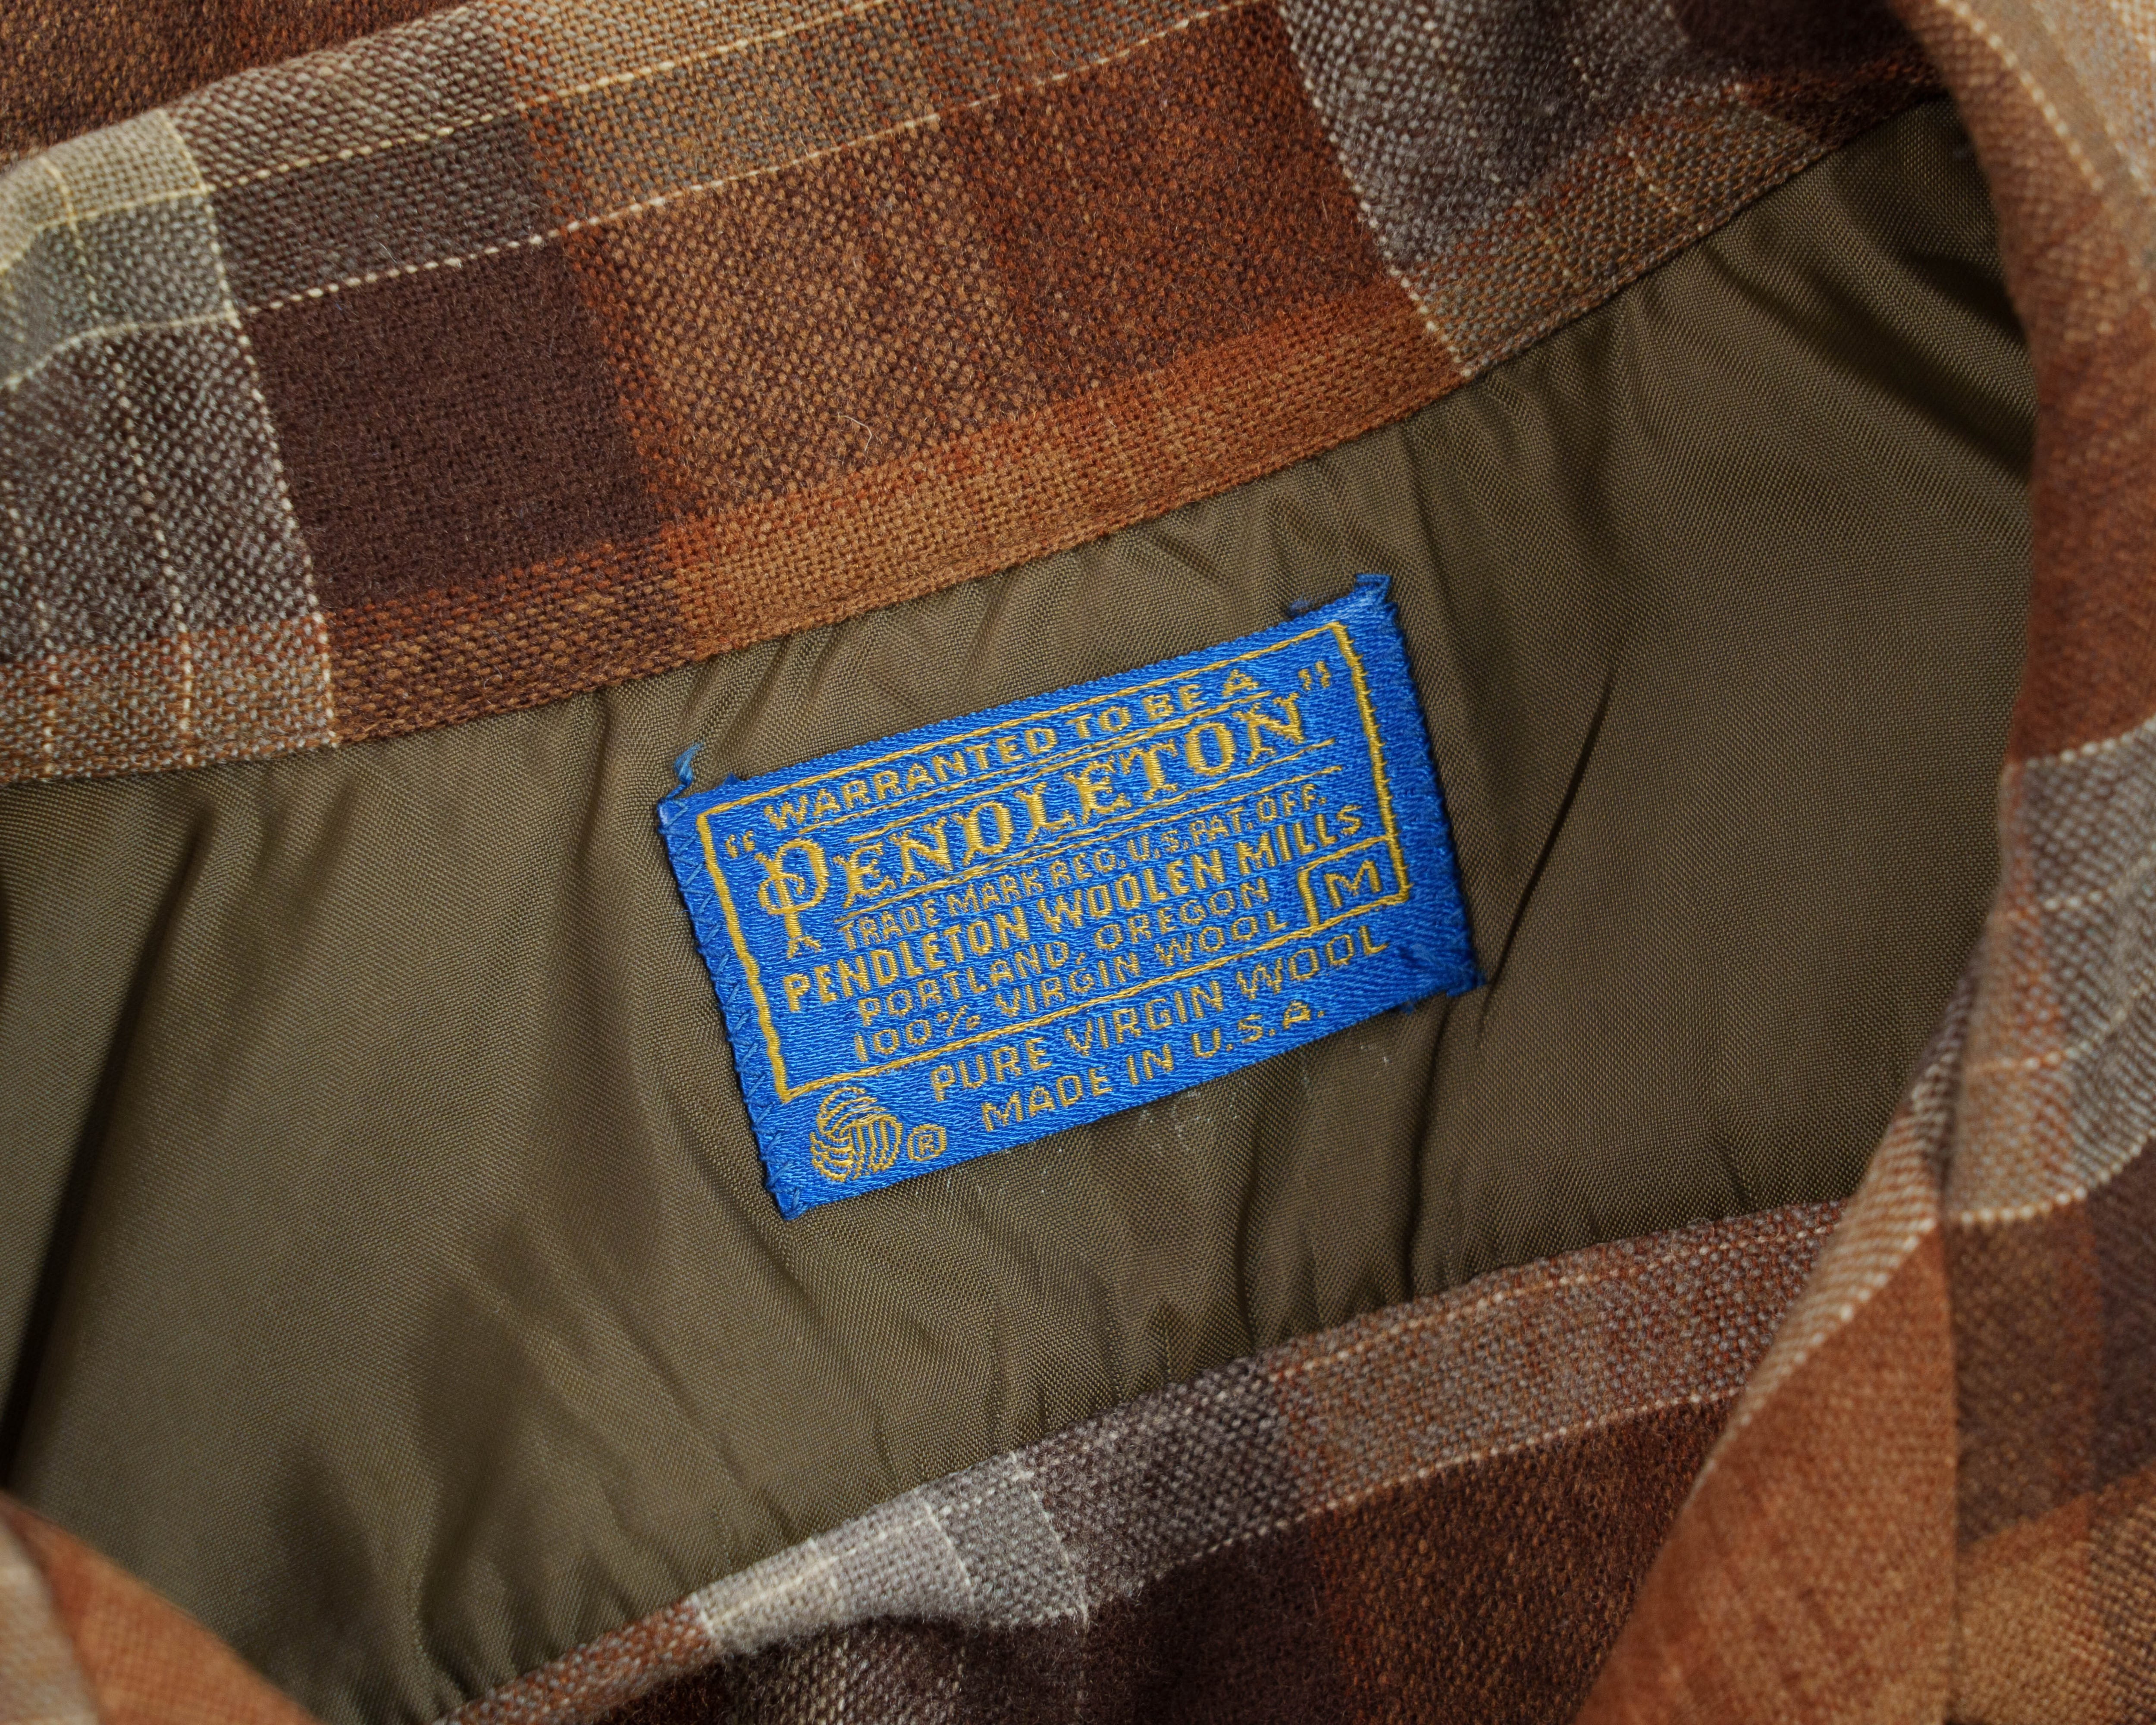 WARRANTED TO BE A
"PENDLETON"
TRADE MARK REG. U.S. PAT. OFF.
PENDLETON WOOLEN MILLS
PORTLAND, OREGON
100% VIRGIN WOOL
M
PURE VIRGIN WOOL
® MADE IN U.S.A.